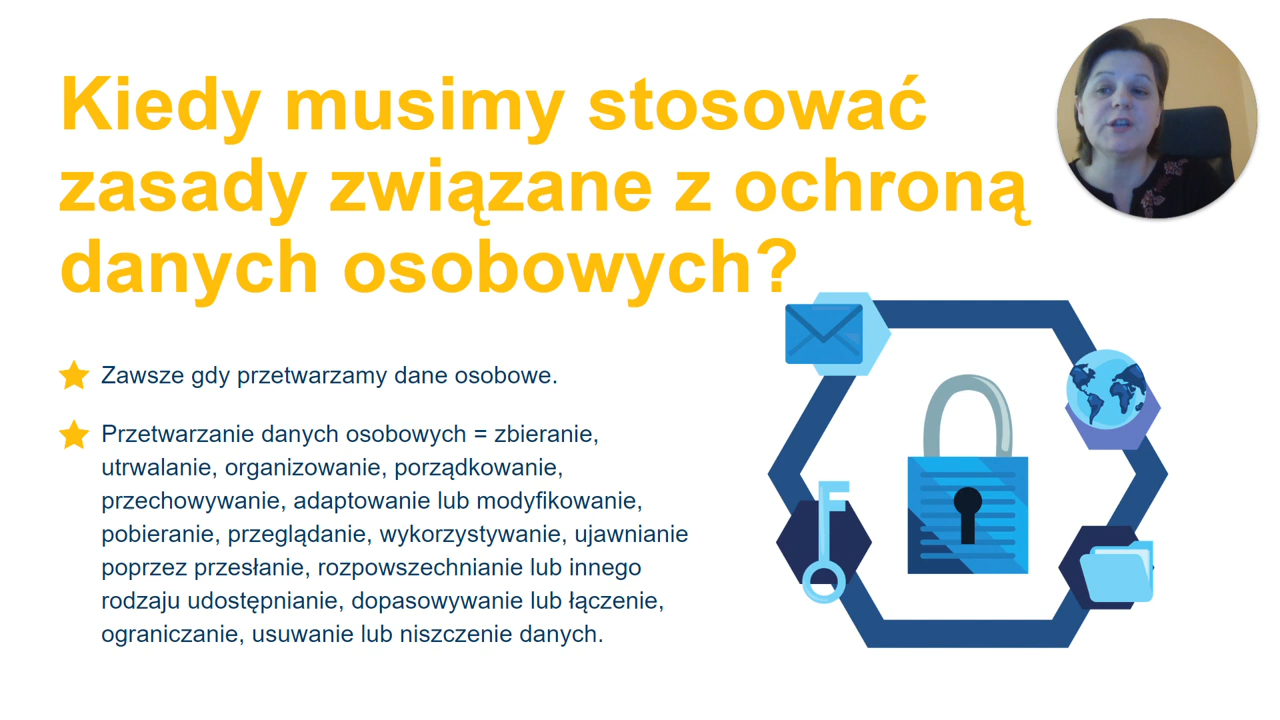 Kiedy musimy stosować
zasady związane z ochroną
danych osobowych?
Zawsze gdy przetwarzamy dane osobowe.
Przetwarzanie danych osobowych = zbieranie,
utrwalanie, organizowanie, porządkowanie,
przechowywanie, adaptowanie lub modyfikowanie,
pobieranie, przeglądanie, wykorzystywanie, ujawnianie
poprzez przesłanie, rozpowszechnianie lub innego
rodzaju udostępnianie, dopasowywanie lub łączenie,
ograniczanie, usuwanie lub niszczenie danych.